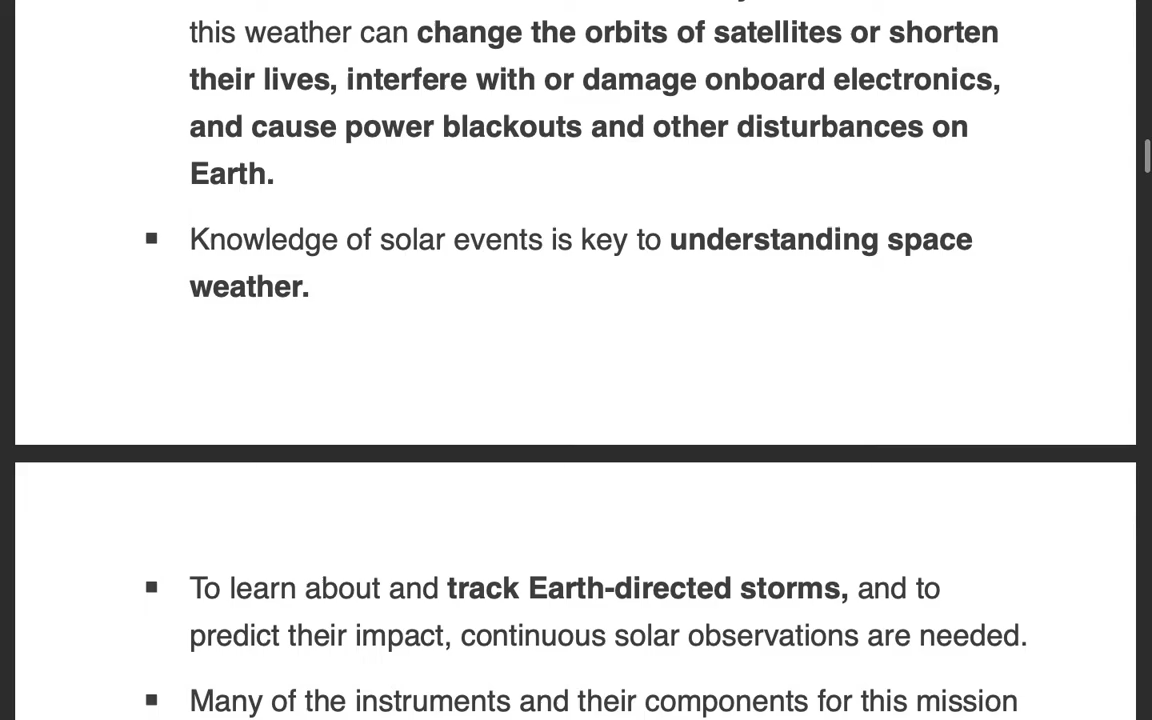 this weather can change the orbits of satellites or shorten
their lives, interfere with or damage onboard electronics,
and cause power blackouts and other disturbances on
Earth.
▪ Knowledge of solar events is key to understanding space
weather.
▪ To learn about and track Earth-directed storms, and to
predict their impact, continuous solar observations are needed.
▪ Many of the instruments and their components for this mission